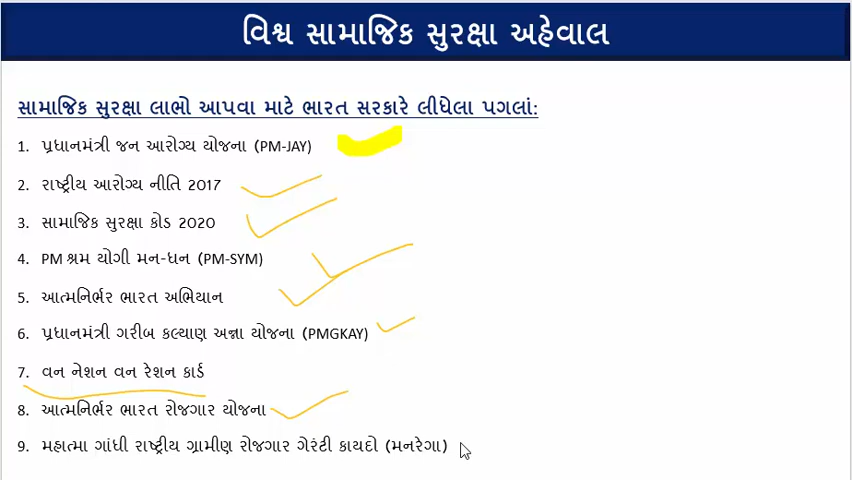 વિશ્વ સામાજિક સુરક્ષા અહેવાલ
સામાજિક સુરક્ષા લાભો આપવા માટે ભારત સરકારે લીધેલા પગલાં:
1. પ્રધાનમંત્રી જન આરોગ્ય યોજના (PM-JAY)
2. રાષ્ટ્રીય આરોગ્ય નીતિ 2017
3. સામાજિક સુરક્ષા કોડ 2020
4. PM શ્રમ યોગી મન-ધન (PM-SYM)
5. આત્મનિર્ભર ભારત અભિયાન
6. પ્રધાનમંત્રી ગરીબ કલ્યાણ અન્ના યોજના (PMGKAY)
7. વન નેશન વન રેશન કાર્ડ
8. આત્મનિર્ભર ભારત રોજગાર યોજના
9. મહાત્મા ગાંધી રાષ્ટ્રીય ગ્રામીણ રોજગાર ગેરંટી કાયદો (મનરેગા)